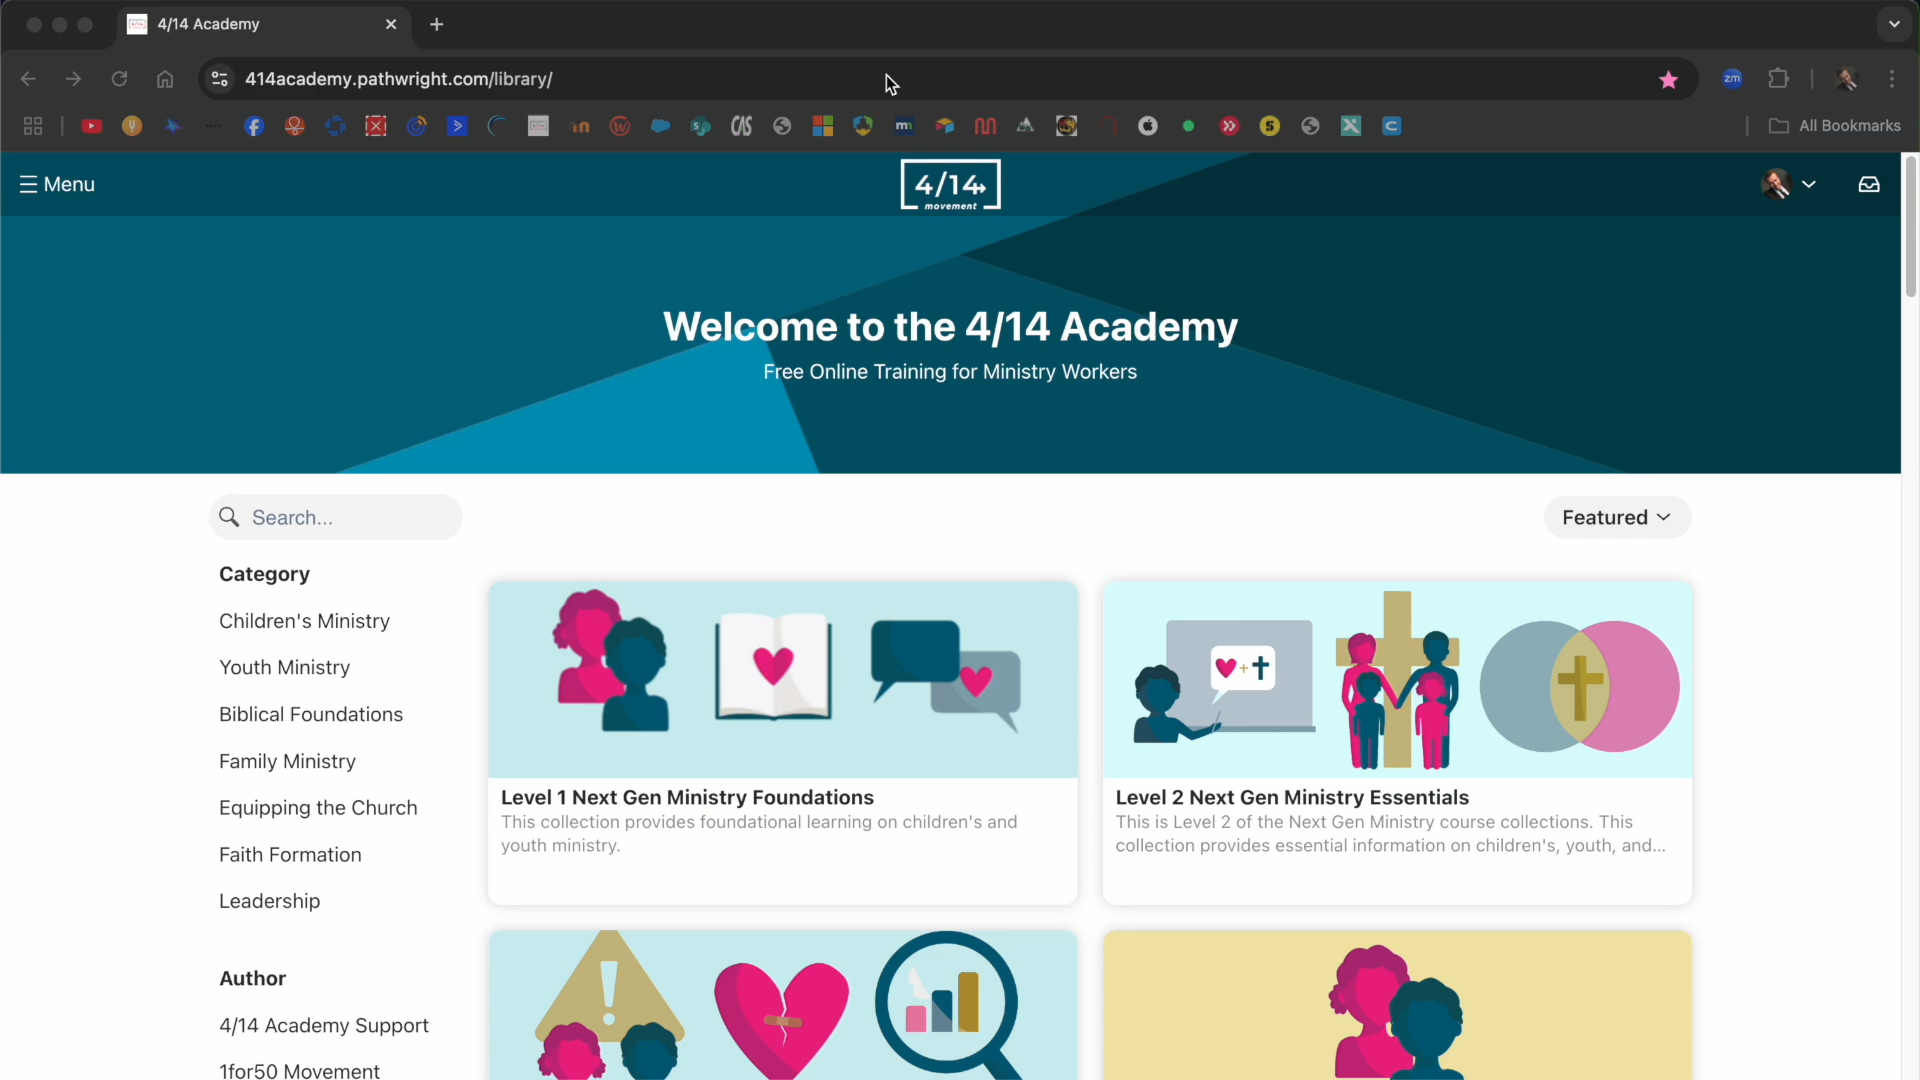 4/14 Academy
414academy.pathwright.com/library/
zm
All Bookmarks
Menu
4/14
movement
Welcome to the 4/14 Academy
Free Online Training for Ministry Workers
Search...
Featured
Category
Children's Ministry
Youth Ministry
Biblical Foundations
Family Ministry
Equipping the Church
Faith Formation
Leadership
Author
4/14 Academy Support
1for50 Movement
Level 1 Next Gen Ministry Foundations
This collection provides foundational learning on children's and
youth ministry.
Level 2 Next Gen Ministry Essentials
This is Level 2 of the Next Gen Ministry course collections. This
collection provides essential information on children's, youth, and...